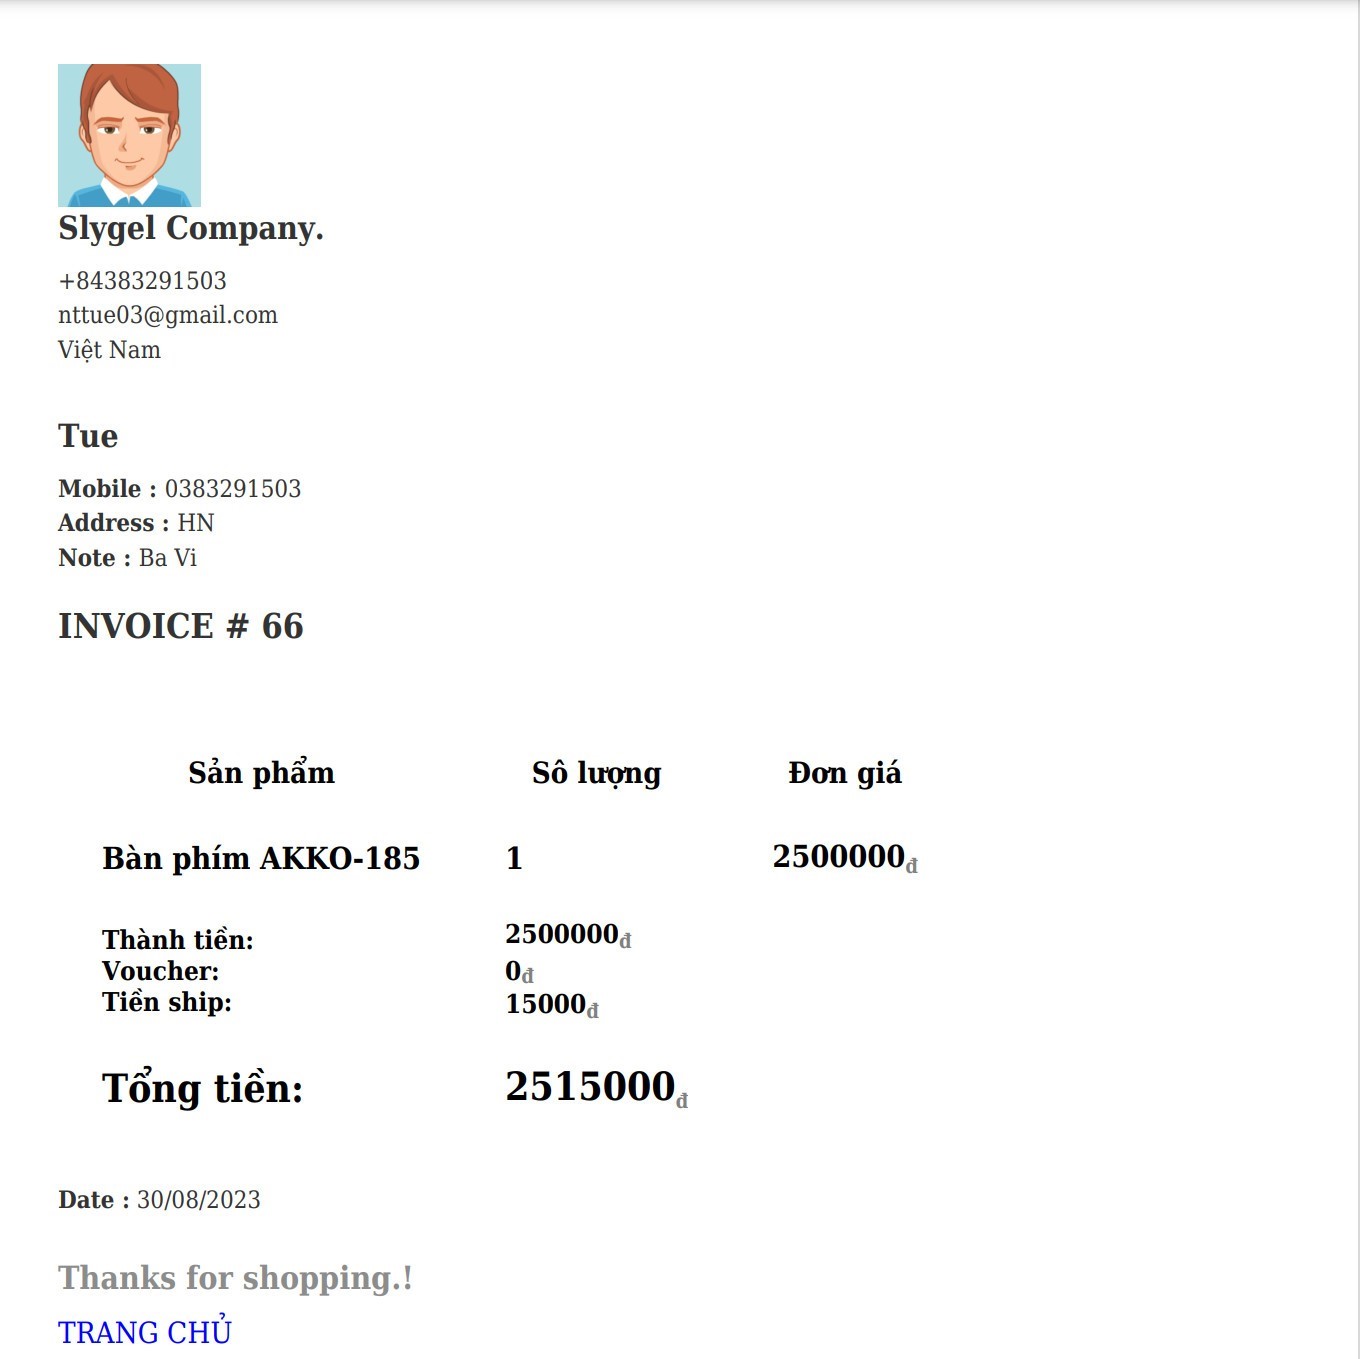 Slygel Company.
+84383291503
nttue03@gmail.com
Việt Nam
Tue
Mobile : 0383291503
Address : HN
Note : Ba Vi
INVOICE # 66
Sản phẩm Sô lượng Đơn giá
Bàn phím AKKO-185 1 2500000đ
Thành tiền: 2500000đ
Voucher: 0đ
Tiền ship: 15000đ
Tổng tiền: 2515000đ
Date : 30/08/2023
Thanks for shopping.!
TRANG CHỦ